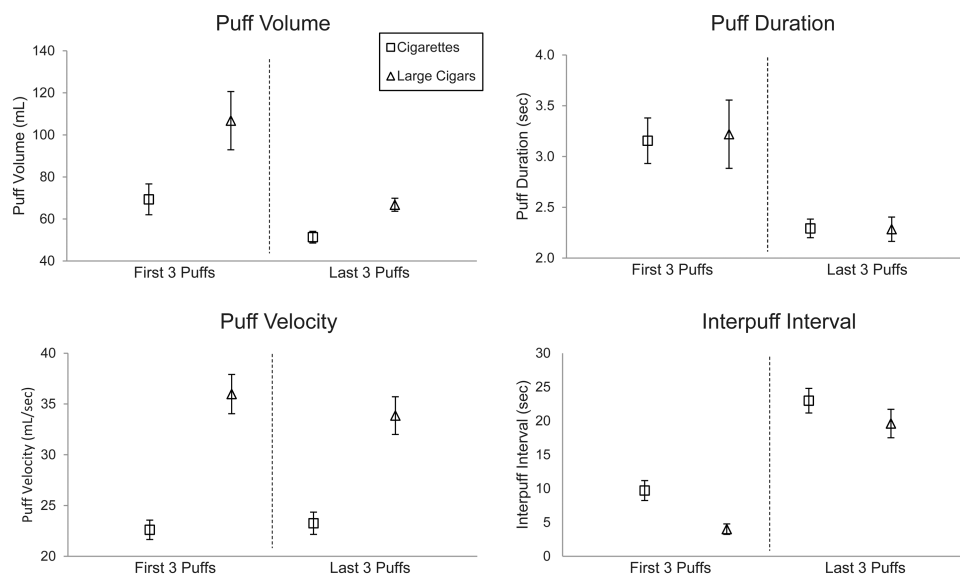 Puff Volume
Cigarettes
Large Cigars
140
120
100
80
60
40
Puff Volume (mL)
First 3 Puffs
Last 3 Puffs
Puff Duration
4.0
3.5
3.0
2.5
2.0
Puff Duration (sec)
First 3 Puffs
Last 3 Puffs
Puff Velocity
40
35
30
25
20
Puff Velocity (mL/sec)
First 3 Puffs
Last 3 Puffs
Interpuff Interval
30
25
20
15
10
5
0
Interpuff Interval (sec)
First 3 Puffs
Last 3 Puffs